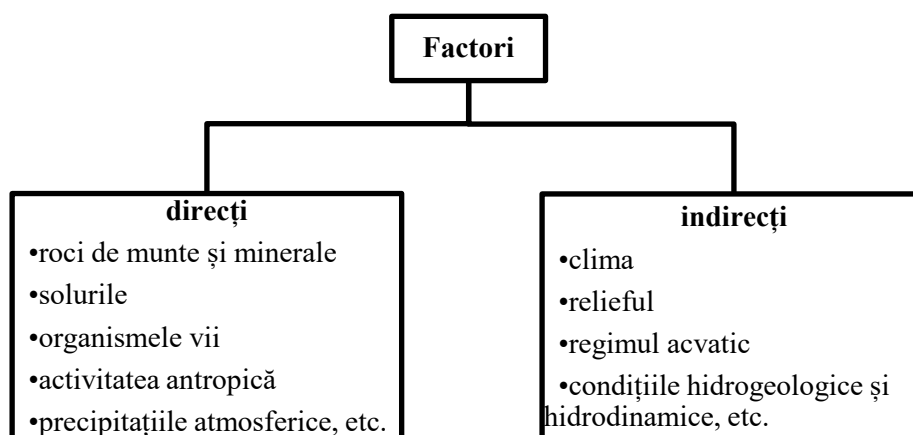 Factori
direcți
•roci de munte și minerale
•solurile
•organismele vii
•activitatea antropică
•precipitațiile atmosferice, etc.
indirecți
•clima
•relieful
•regimul acvatic
•condițiile hidrogeologice și
hidrodinamice, etc.